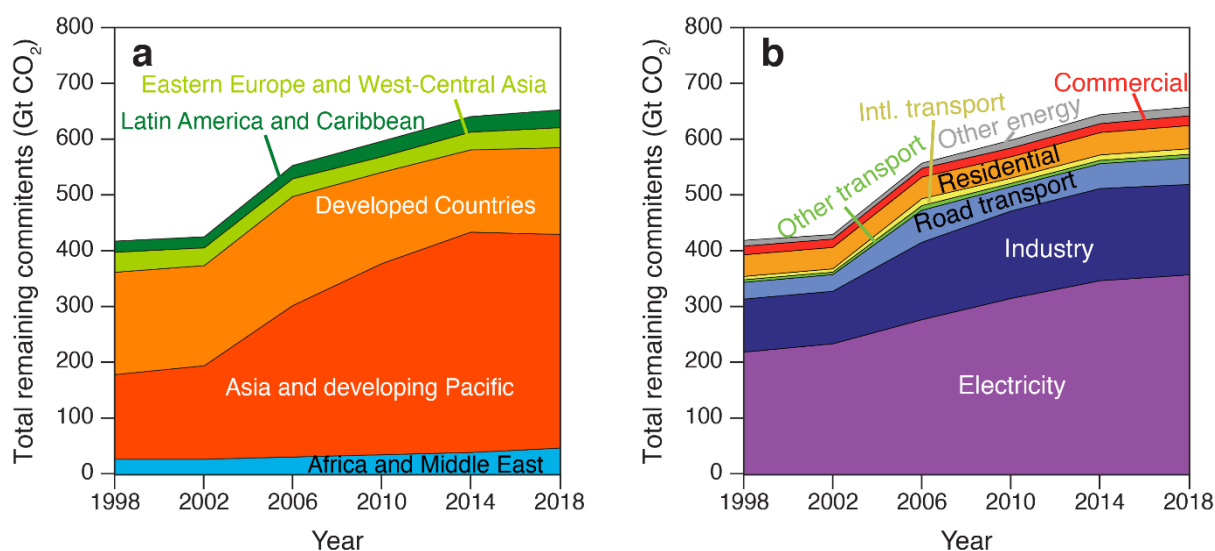 a
Total remaining commitents (Gt CO2)
800
700
600
500
400
300
200
100
0
Eastern Europe and West-Central Asia
Latin America and Caribbean
Developed Countries
Asia and developing Pacific
Africa and Middle East
1998
2002
2006
2010
2014
2018
Year
b
Total remaining commitents (Gt CO2)
800
700
600
500
400
300
200
100
0
Commercial
Intl. transport
Other energy
Other transport
Residential
Road transport
Industry
Electricity
1998
2002
2006
2010
2014
2018
Year